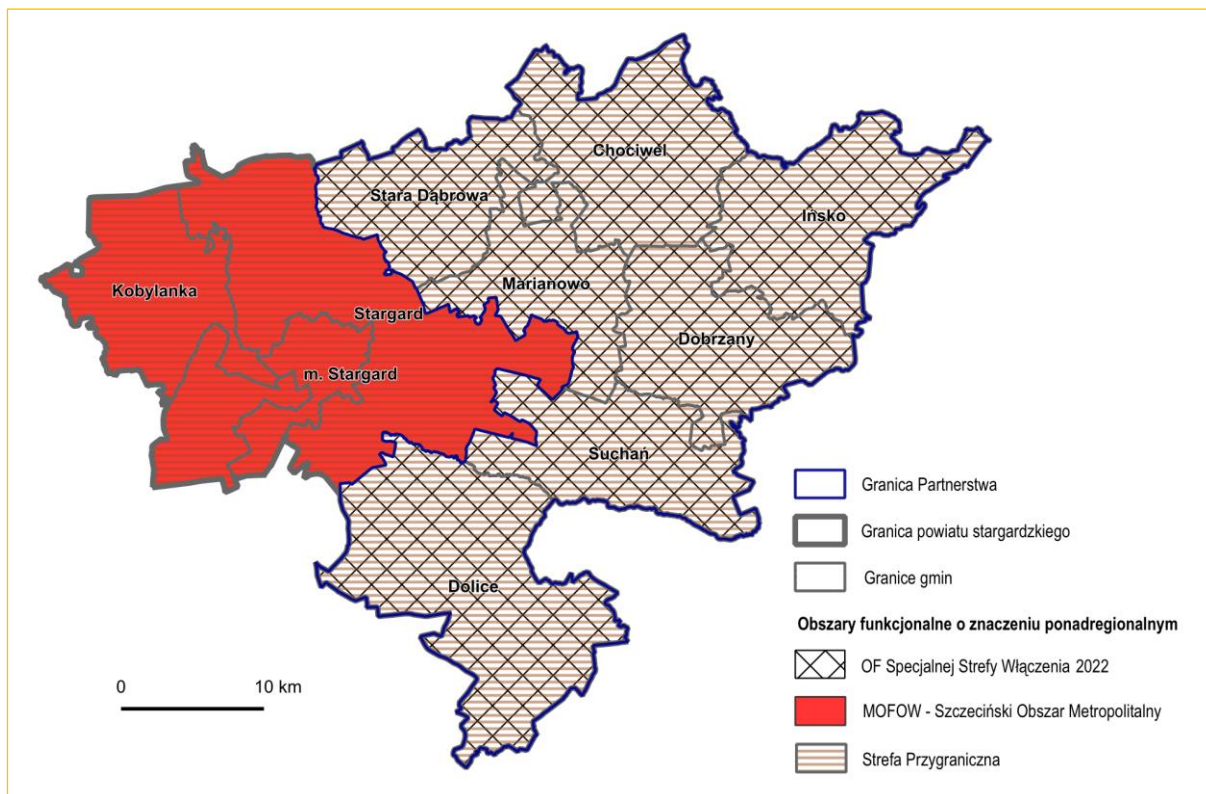 Chociwel
Stara Dąbrowa
Ińsko
Kobylanka
Marianowo
Stargard
Dobrzany
m. Stargard
Suchań
Dolice
Granica Partnerstwa
Granica powiatu stargardzkiego
Granice gmin
Obszary funkcjonalne o znaczeniu ponadregionalnym
OF Specjalnej Strefy Włączenia 2022
MOFOW - Szczeciński Obszar Metropolitalny
Strefa Przygraniczna
0 10 km